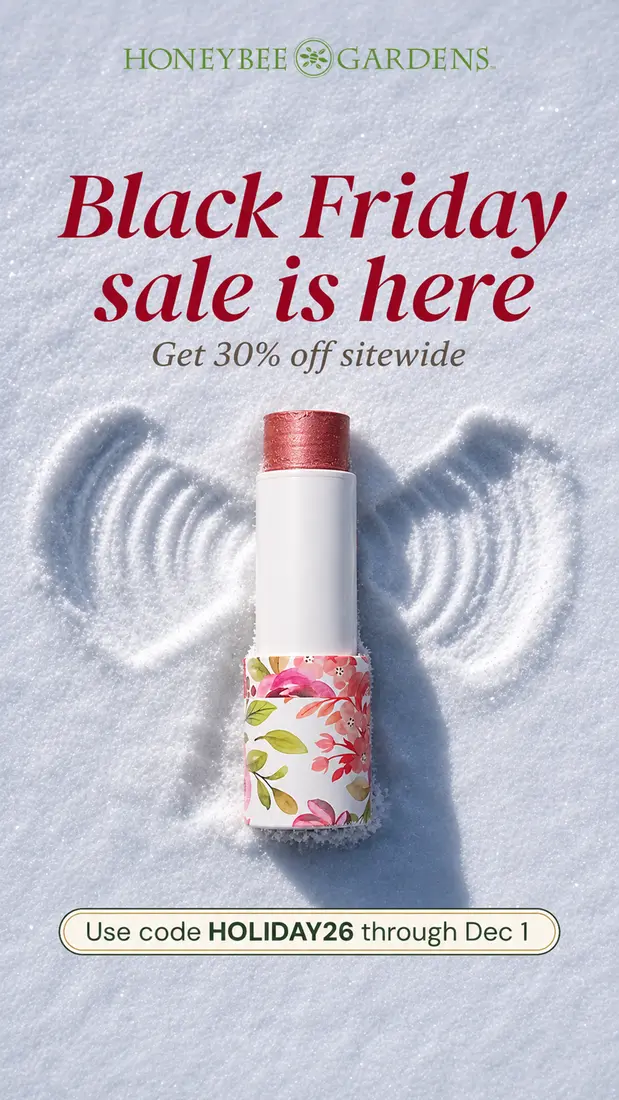 HONEYBEE GARDENS
Black Friday
sale is here
Get 30% off sitewide
Use code HOLIDAY26 through Dec 1